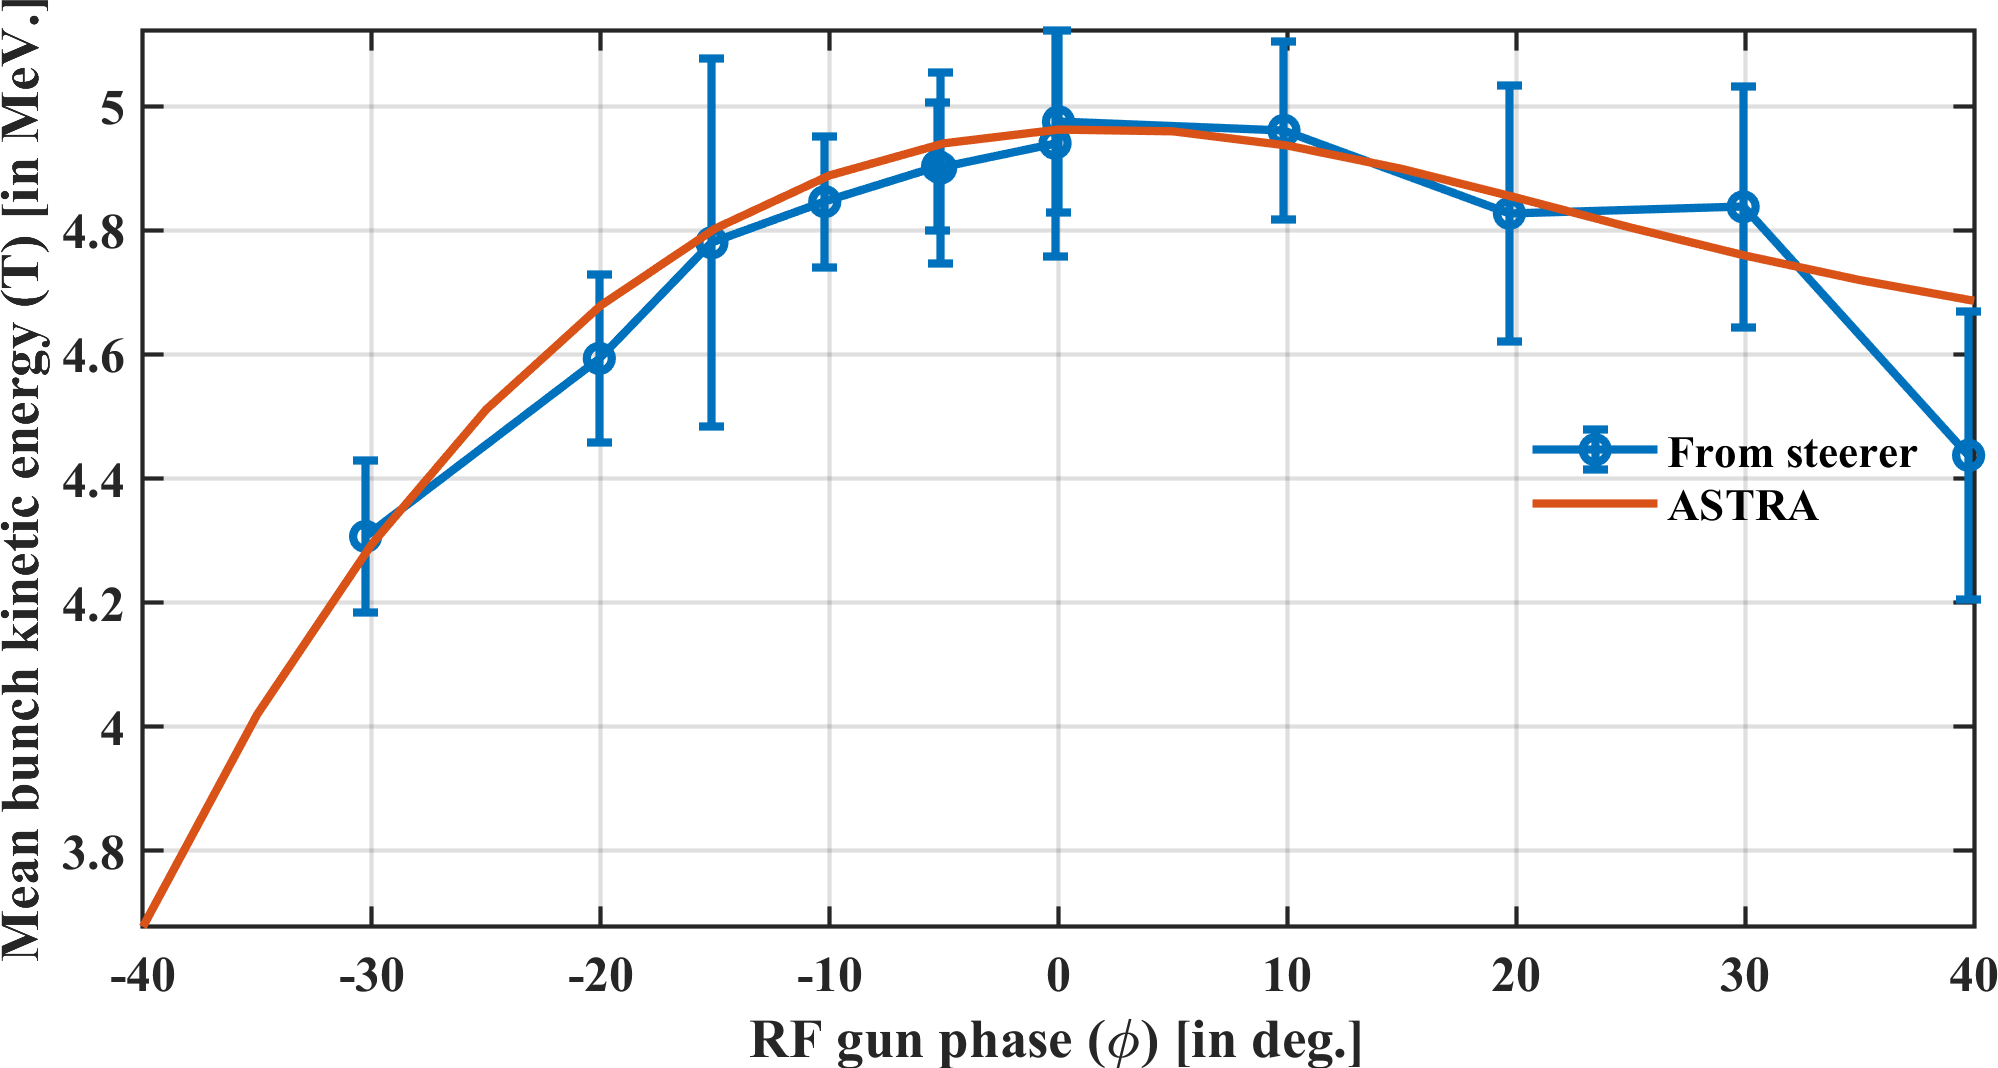 Mean bunch kinetic energy (T) [in MeV.]
5
4.8
4.6
4.4
4.2
4
3.8
From steerer
ASTRA
-40 -30 -20 -10 0 10 20 30 40
RF gun phase (ϕ) [in deg.]